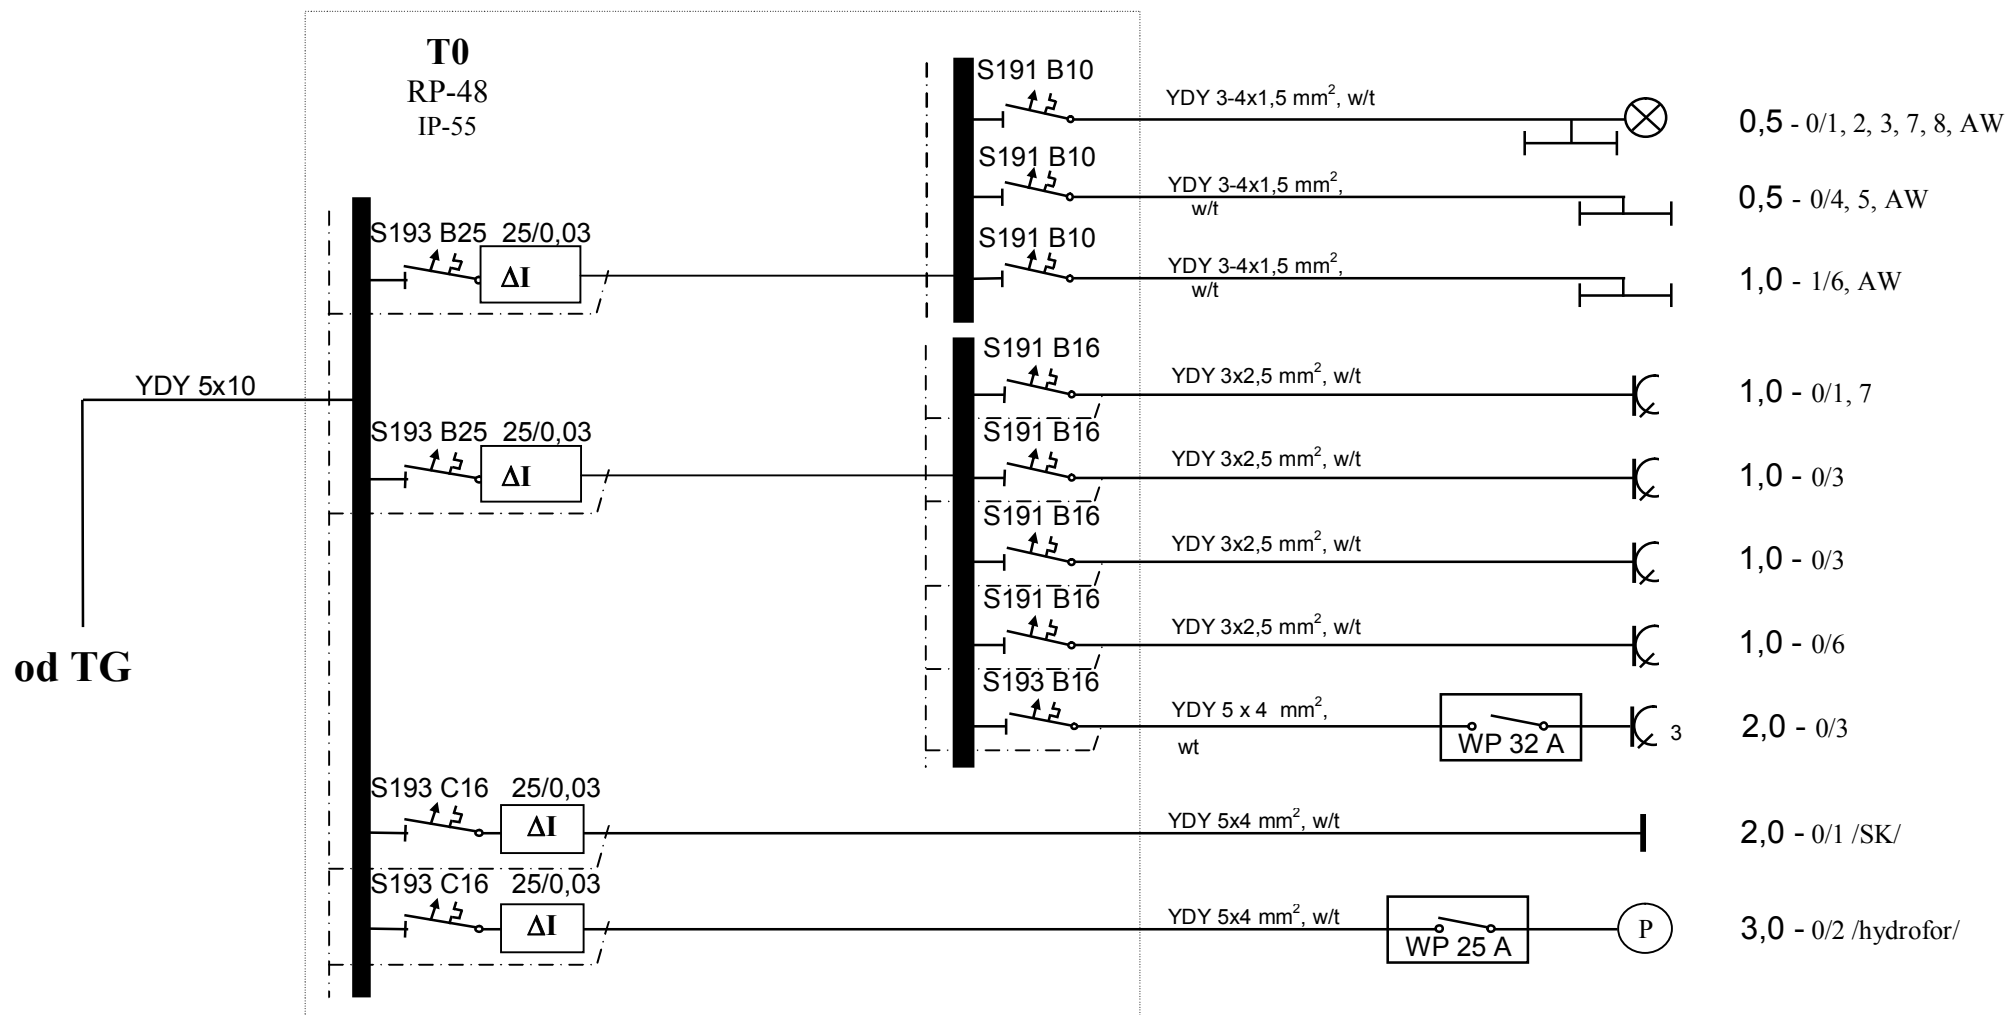 T0
RP-48
IP-55
S191 B10
YDY 3-4x1,5 mm², w/t
0,5 - 0/1, 2, 3, 7, 8, AW
S191 B10
YDY 3-4x1,5 mm²,
w/t
0,5 - 0/4, 5, AW
S193 B25 25/0,03
ΔI
S191 B10
YDY 3-4x1,5 mm²,
w/t
1,0 - 1/6, AW
S191 B16
YDY 3x2,5 mm², w/t
1,0 - 0/1, 7
YDY 5x10
S193 B25 25/0,03
ΔI
S191 B16
YDY 3x2,5 mm², w/t
1,0 - 0/3
S191 B16
YDY 3x2,5 mm², w/t
1,0 - 0/3
S191 B16
YDY 3x2,5 mm², w/t
1,0 - 0/6
od TG
S193 B16
YDY 5 x 4 mm²,
wt
WP 32 A
3
2,0 - 0/3
S193 C16 25/0,03
ΔI
YDY 5x4 mm², w/t
2,0 - 0/1 /SK/
S193 C16 25/0,03
ΔI
YDY 5x4 mm², w/t
WP 25 A
P
3,0 - 0/2 /hydrofor/